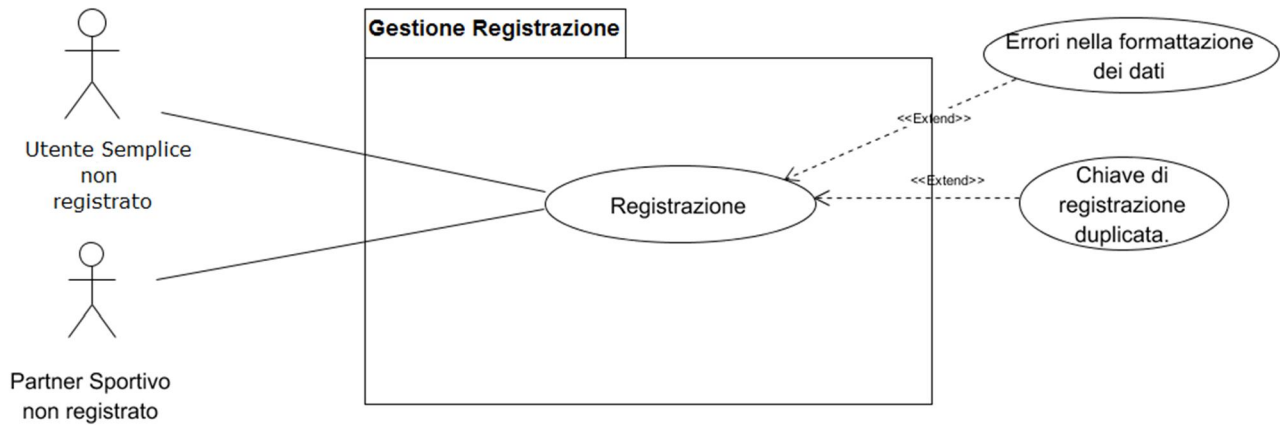 Gestione Registrazione
Errori nella formattazione
dei dati
<<Extend>>
Utente Semplice
non
registrato
<<Extend>>
Chiave di
registrazione
duplicata.
Registrazione
Partner Sportivo
non registrato